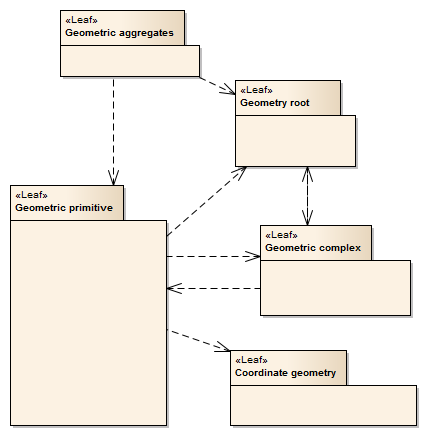 «Leaf»
Geometric aggregates
«Leaf»
Geometry root
«Leaf»
Geometric primitive
«Leaf»
Geometric complex
«Leaf»
Coordinate geometry